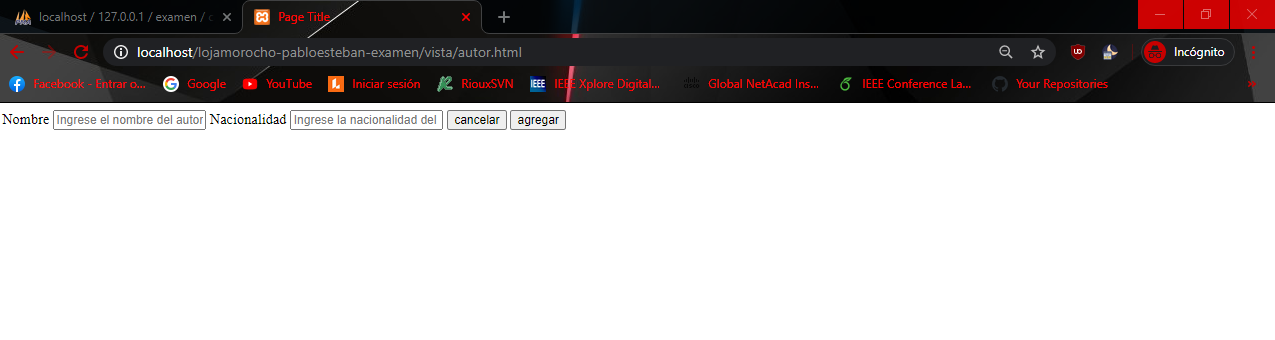 localhost / 127.0.0.1 / examen / c
Page Title
localhost/lojamorocho-pabloesteban-examen/vista/autor.html
Incógnito
Facebook - Entrar o...
Google
YouTube
Iniciar sesión
RiouxSVN
IEEE
IEEE Xplore Digital...
Global NetAcad Ins...
IEEE Conference La...
Your Repositories
Nombre Ingrese el nombre del autor Nacionalidad Ingrese la nacionalidad del cancelar agregar